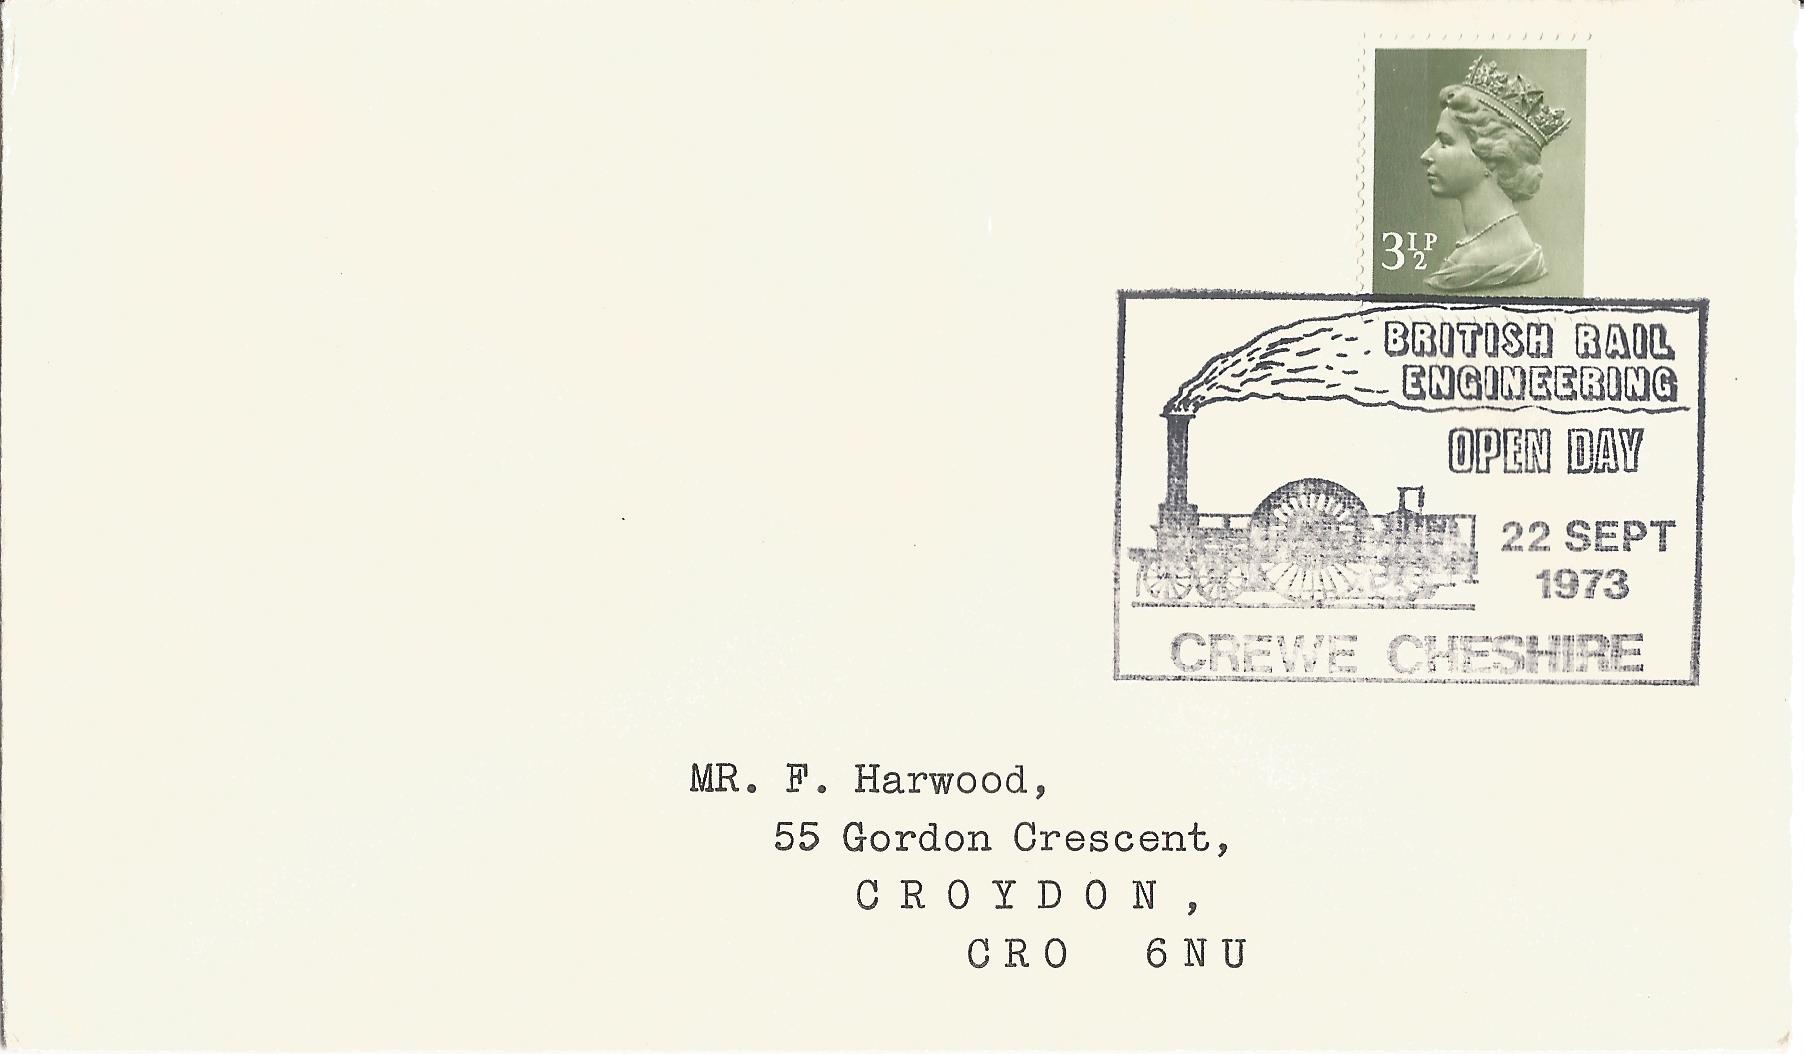 3½P
BRITISH RAIL
ENGINEERING
OPEN DAY
22 SEPT
1973
CREWE CHESHIRE
MR. F. Harwood,
55 Gordon Crescent,
CROYDON,
CRO 6NU